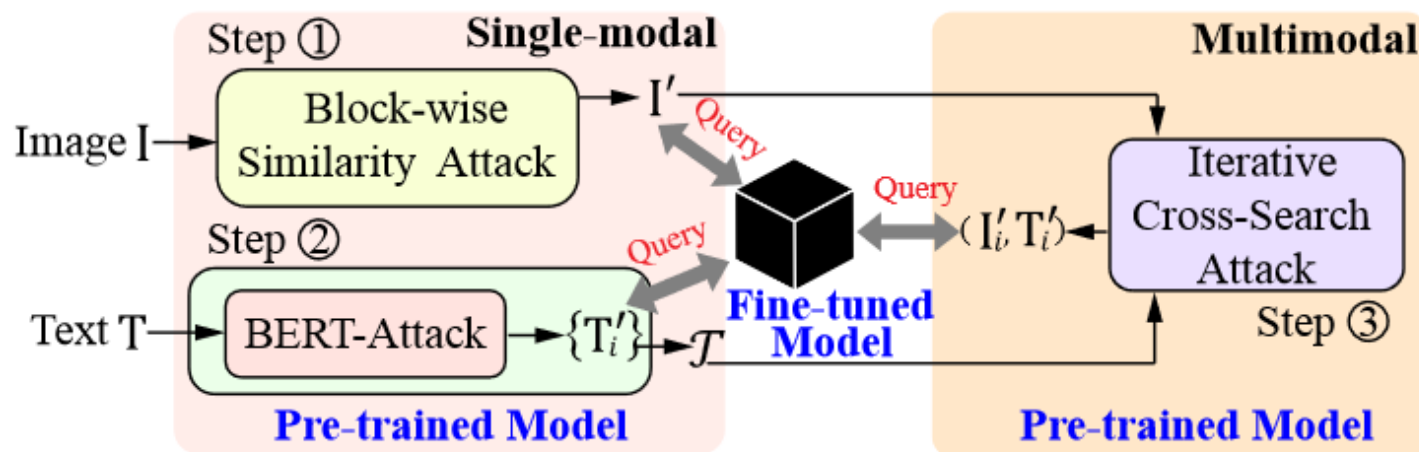 Step ①
Single-modal
Multimodal
Image I
Block-wise
Similarity Attack
I′
Query
Iterative
Cross-Search
Attack
Query
(I′ᵢ, T′ᵢ)
Step ②
Query
Fine-tuned
Model
Step ③
Text T
BERT-Attack
{T′ᵢ}
𝒯
Pre-trained Model
Pre-trained Model